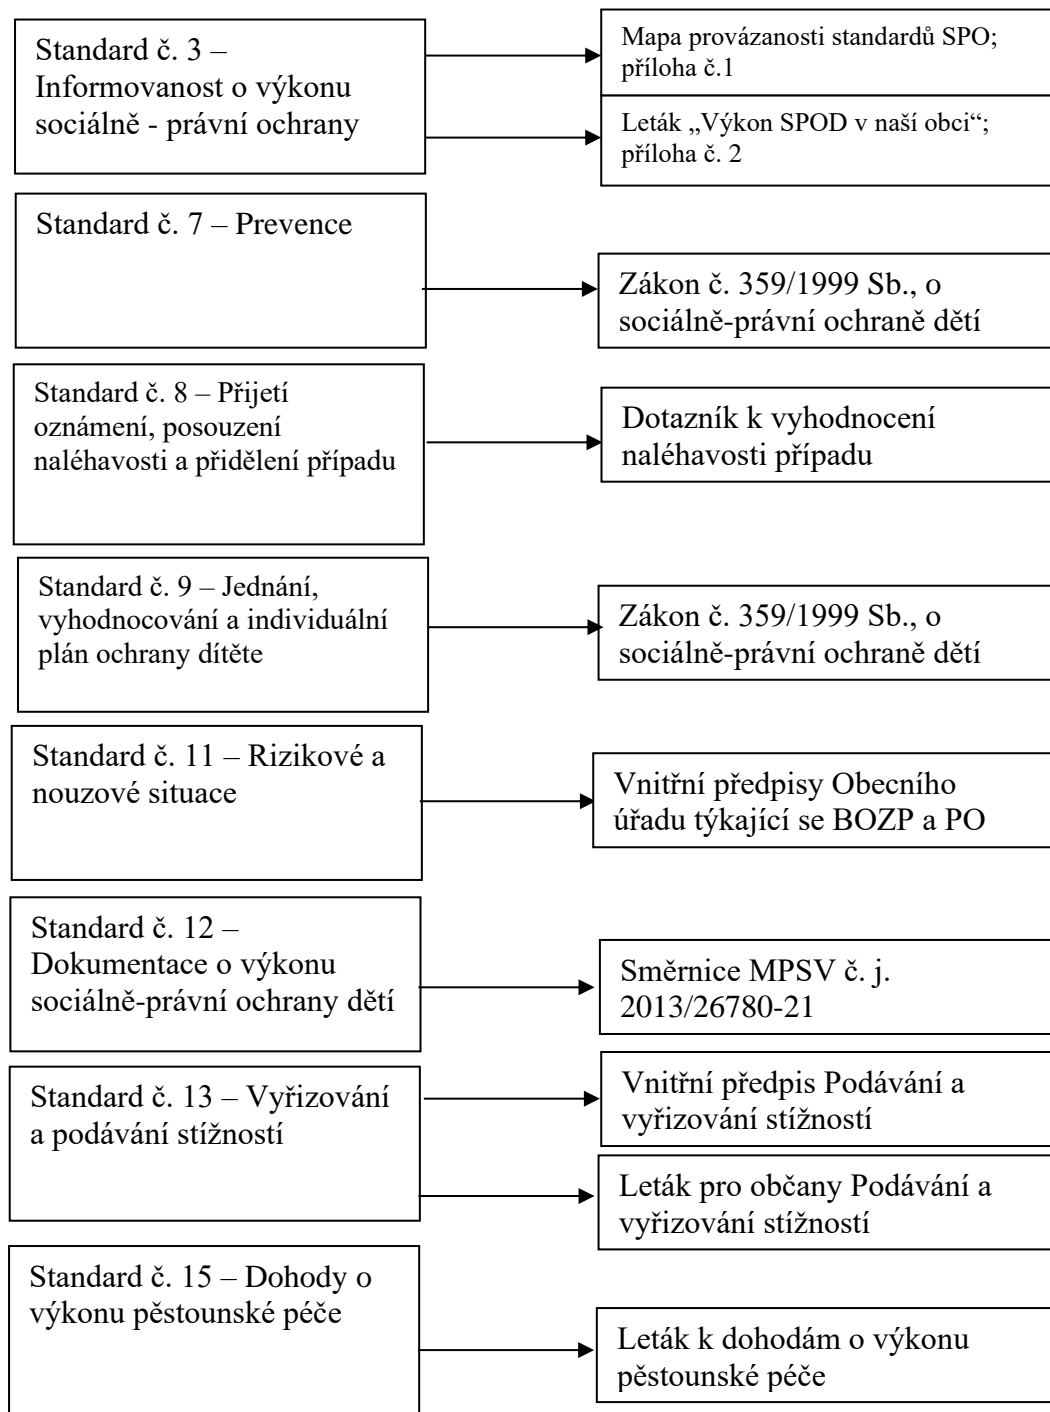 Standard č. 3 –
Informovanost o výkonu
sociálně - právní ochrany
Mapa provázanosti standardů SPO;
příloha č.1
Leták „Výkon SPOD v naší obci“;
příloha č. 2
Standard č. 7 – Prevence
Zákon č. 359/1999 Sb., o
sociálně-právní ochraně dětí
Standard č. 8 – Přijetí
oznámení, posouzení
naléhavosti a přidělení případu
Dotazník k vyhodnocení
naléhavosti případu
Standard č. 9 – Jednání,
vyhodnocování a individuální
plán ochrany dítěte
Zákon č. 359/1999 Sb., o
sociálně-právní ochraně dětí
Standard č. 11 – Rizikové a
nouzové situace
Vnitřní předpisy Obecního
úřadu týkající se BOZP a PO
Standard č. 12 –
Dokumentace o výkonu
sociálně-právní ochrany dětí
Směrnice MPSV č. j.
2013/26780-21
Standard č. 13 – Vyřizování
a podávání stížností
Vnitřní předpis Podávání a
vyřizování stížností
Leták pro občany Podávání a
vyřizování stížností
Standard č. 15 – Dohody o
výkonu pěstounské péče
Leták k dohodám o výkonu
pěstounské péče